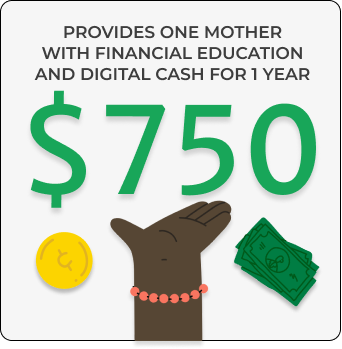 PROVIDES ONE MOTHER
WITH FINANCIAL EDUCATION
AND DIGITAL CASH FOR 1 YEAR
$750